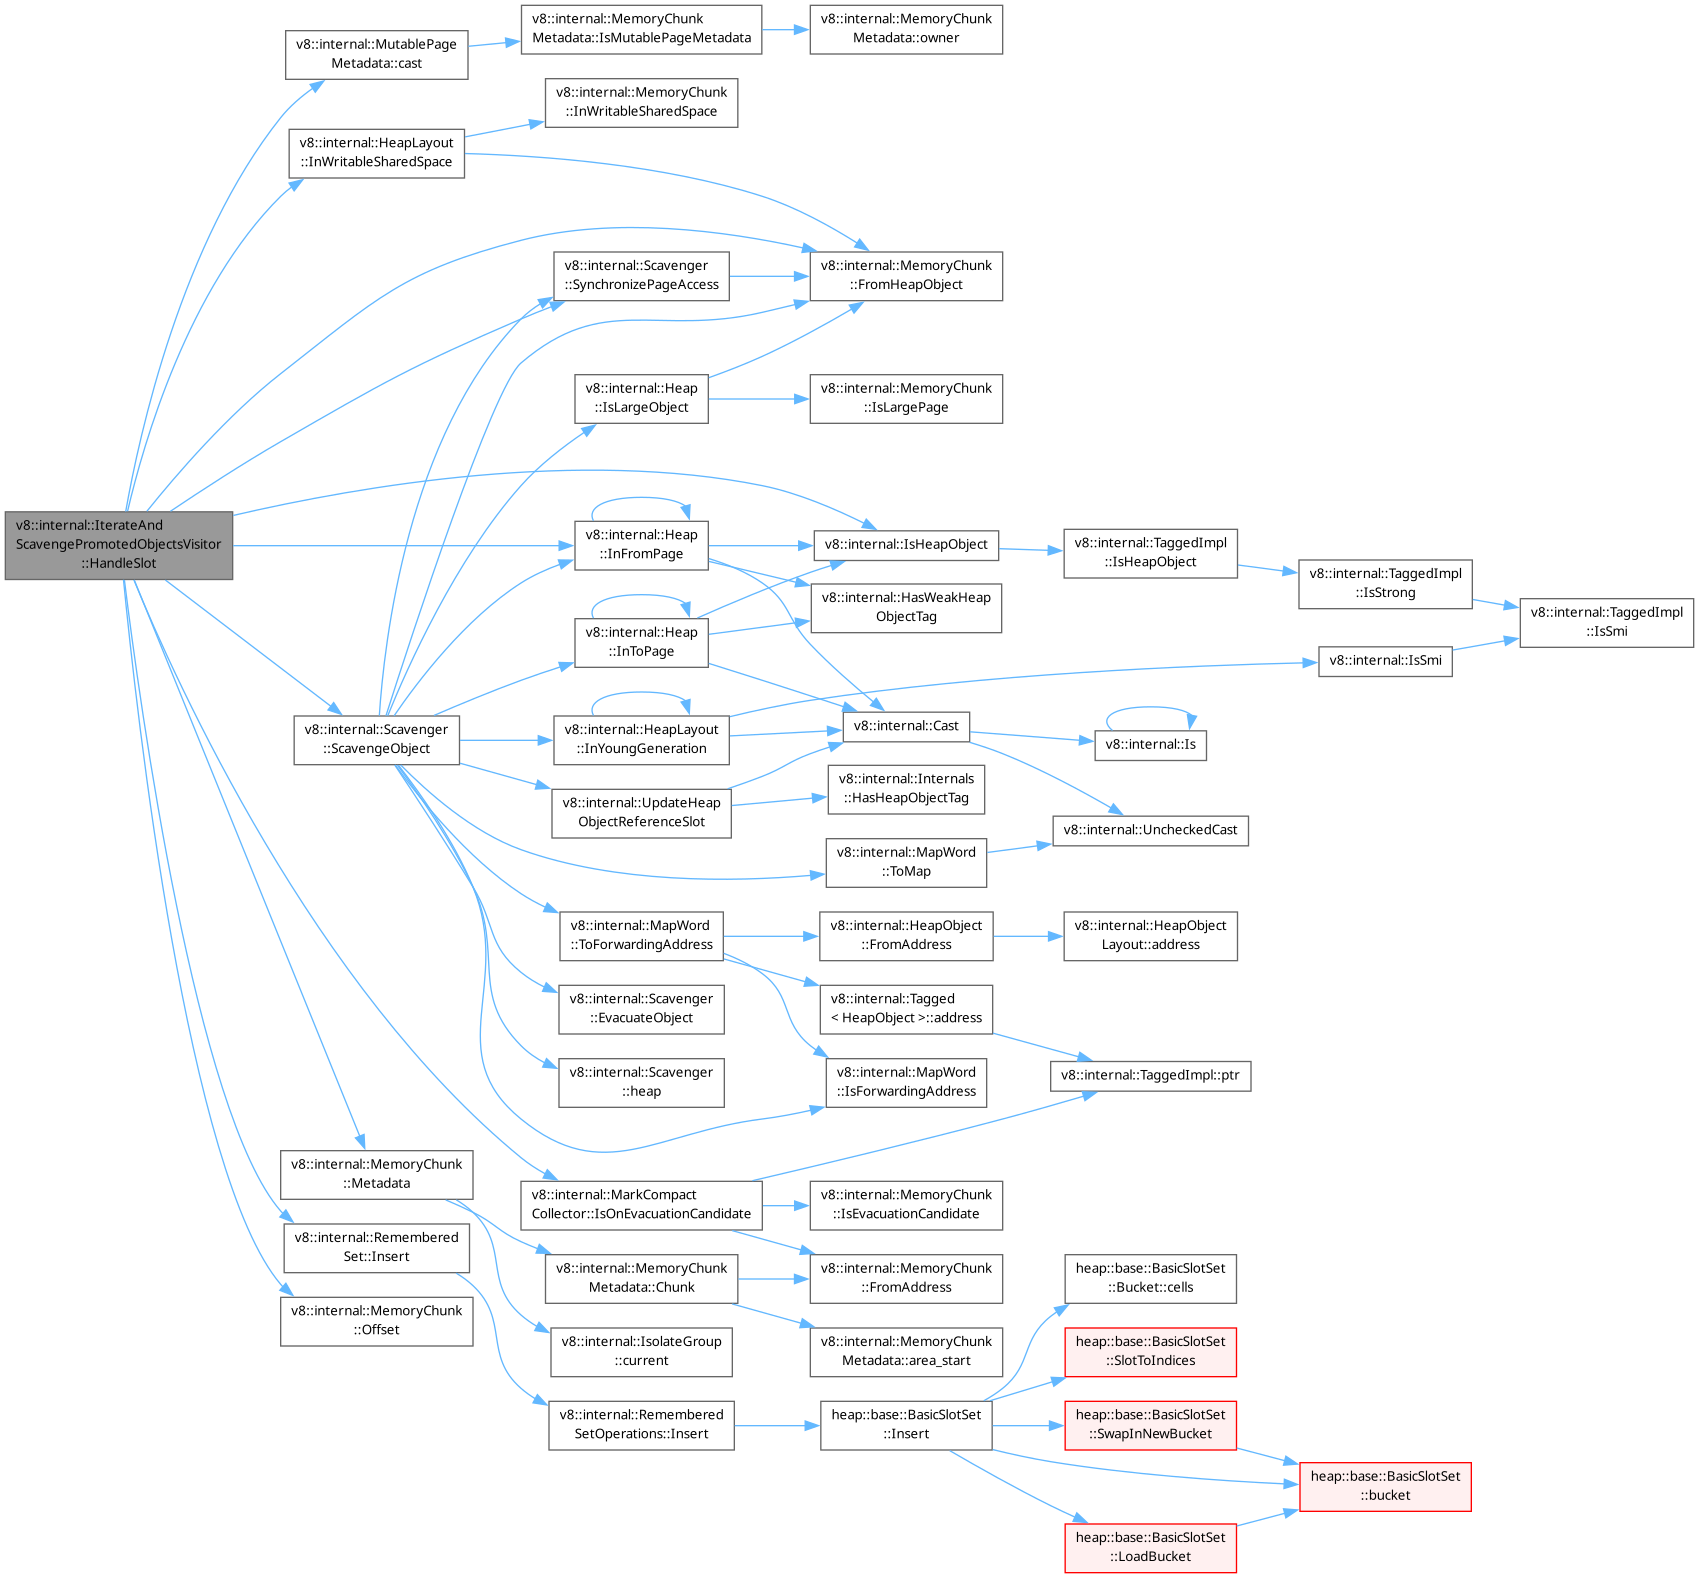 v8::internal::IterateAnd
ScavengePromotedObjectsVisitor
::HandleSlot
v8::internal::MutablePage
Metadata::cast
v8::internal::MemoryChunk
Metadata::IsMutablePageMetadata
v8::internal::MemoryChunk
Metadata::owner
v8::internal::HeapLayout
::InWritableSharedSpace
v8::internal::MemoryChunk
::InWritableSharedSpace
v8::internal::MemoryChunk
::FromHeapObject
v8::internal::Scavenger
::SynchronizePageAccess
v8::internal::Heap
::IsLargeObject
v8::internal::MemoryChunk
::IsLargePage
v8::internal::Heap
::InFromPage
v8::internal::IsHeapObject
v8::internal::TaggedImpl
::IsHeapObject
v8::internal::TaggedImpl
::IsStrong
v8::internal::TaggedImpl
::IsSmi
v8::internal::HasWeakHeap
ObjectTag
v8::internal::Heap
::InToPage
v8::internal::IsSmi
v8::internal::Scavenger
::ScavengeObject
v8::internal::HeapLayout
::InYoungGeneration
v8::internal::Cast
v8::internal::Is
v8::internal::UpdateHeap
ObjectReferenceSlot
v8::internal::Internals
::HasHeapObjectTag
v8::internal::UncheckedCast
v8::internal::MapWord
::ToMap
v8::internal::MapWord
::ToForwardingAddress
v8::internal::HeapObject
::FromAddress
v8::internal::HeapObject
Layout::address
v8::internal::Scavenger
::EvacuateObject
v8::internal::Tagged
< HeapObject >::address
v8::internal::Scavenger
::heap
v8::internal::MapWord
::IsForwardingAddress
v8::internal::TaggedImpl::ptr
v8::internal::MemoryChunk
::Metadata
v8::internal::MarkCompact
Collector::IsOnEvacuationCandidate
v8::internal::MemoryChunk
::IsEvacuationCandidate
v8::internal::Remembered
Set::Insert
v8::internal::MemoryChunk
Metadata::Chunk
v8::internal::MemoryChunk
::FromAddress
heap::base::BasicSlotSet
::Bucket::cells
v8::internal::MemoryChunk
::Offset
v8::internal::IsolateGroup
::current
v8::internal::MemoryChunk
Metadata::area_start
heap::base::BasicSlotSet
::SlotToIndices
v8::internal::Remembered
SetOperations::Insert
heap::base::BasicSlotSet
::Insert
heap::base::BasicSlotSet
::SwapInNewBucket
heap::base::BasicSlotSet
::bucket
heap::base::BasicSlotSet
::LoadBucket